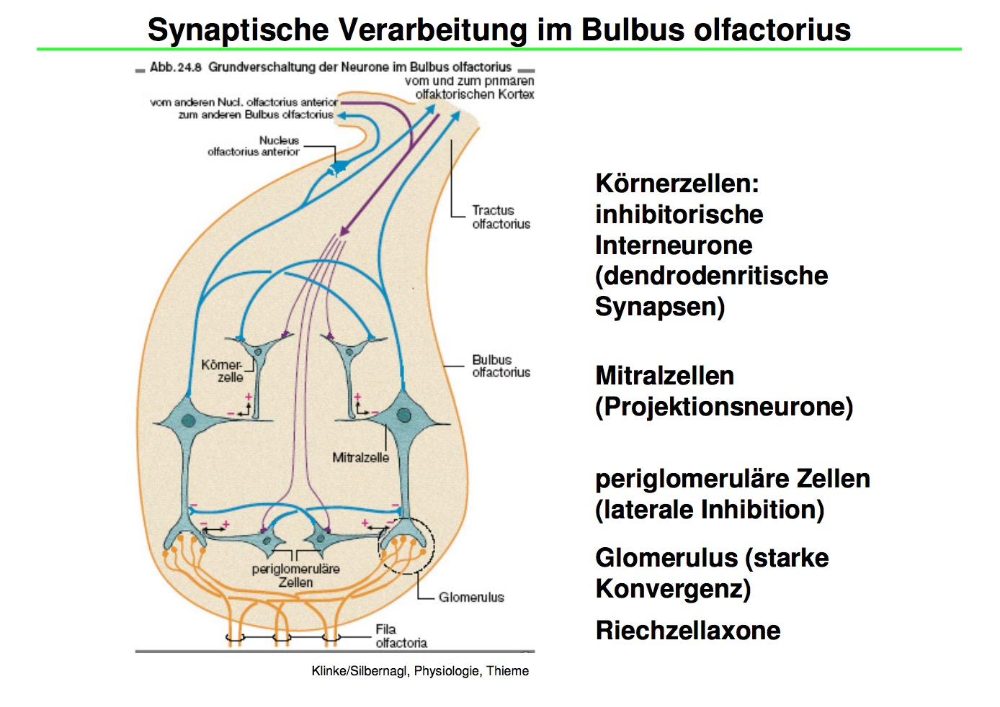 Synaptische Verarbeitung im Bulbus olfactorius
Abb. 24.8 Grundverschaltung der Neurone im Bulbus olfactorius
vom und zum primären
olfaktorischen Kortex
vom anderen Nucl. olfactorius anterior
zum anderen Bulbus olfactorius
Nucleus
olfactorius anterior
Tractus
olfactorius
Körner-
zelle
Bulbus
olfactorius
+
–
+
–
Mitralzelle
–
–
– +
+ –
periglomeruläre
Zellen
Glomerulus
Fila
olfactoria
Klinke/Silbernagl, Physiologie, Thieme
Körnerzellen:
inhibitorische
Interneurone
(dendrodenritische
Synapsen)
Mitralzellen
(Projektionsneurone)
periglomeruläre Zellen
(laterale Inhibition)
Glomerulus (starke
Konvergenz)
Riechzellaxone